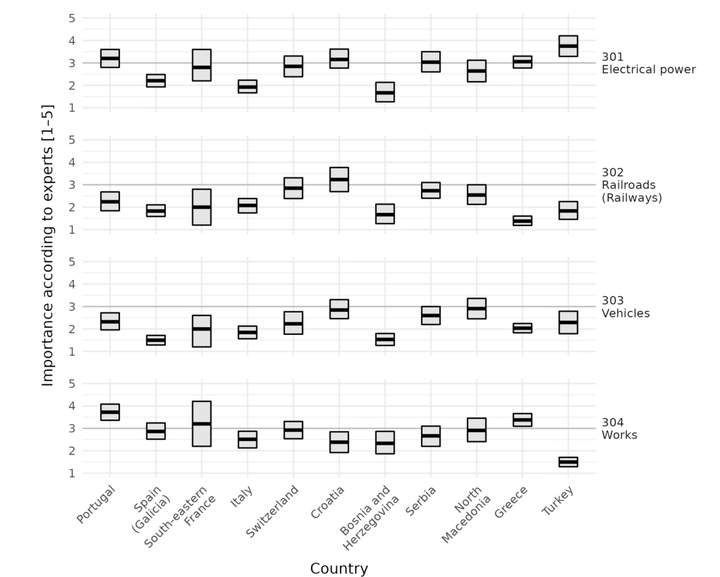 5
4
3
2
1
301
Electrical power
5
4
3
2
1
302
Railroads
(Railways)
5
4
3
2
1
303
Vehicles
5
4
3
2
1
304
Works
Importance according to experts [1–5]
Portugal
Spain
(Galicia)
South-eastern
France
Italy
Switzerland
Croatia
Bosnia and
Herzegovina
Serbia
North
Macedonia
Greece
Turkey
Country